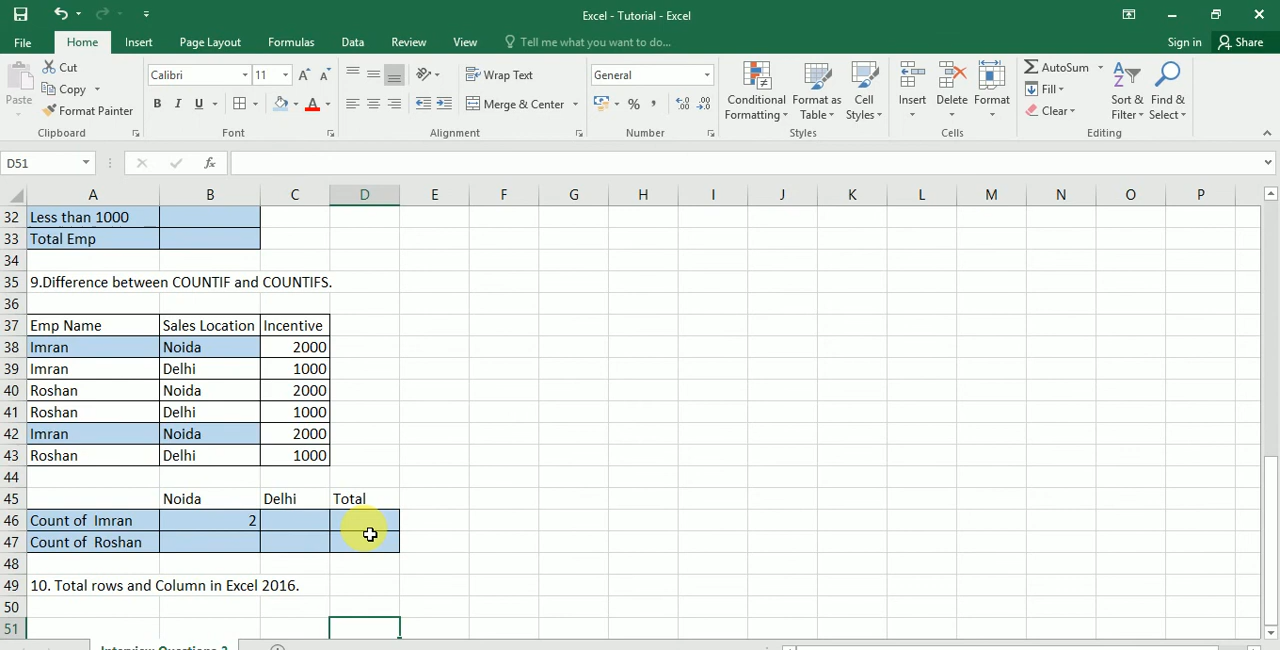 Excel - Tutorial - Excel
File Home Insert Page Layout Formulas Data Review View Tell me what you want to do... Sign in Share
Paste Cut Copy Format Painter Clipboard
Calibri 11 A A B I U A Font
Wrap Text Merge & Center Alignment
General % , Number
Conditional Formatting Format as Table Cell Styles Styles
Insert Delete Format Cells
AutoSum Fill Clear Sort & Filter Find & Select Editing
D51 fx
A B C D E F G H I J K L M N O P
32 Less than 1000
33 Total Emp
34
35 9.Difference between COUNTIF and COUNTIFS.
36
37 Emp Name Sales Location Incentive
38 Imran Noida 2000
39 Imran Delhi 1000
40 Roshan Noida 2000
41 Roshan Delhi 1000
42 Imran Noida 2000
43 Roshan Delhi 1000
44
45 Noida Delhi Total
46 Count of Imran 2
47 Count of Roshan
48
49 10. Total rows and Column in Excel 2016.
50
51
Interview Questions 2